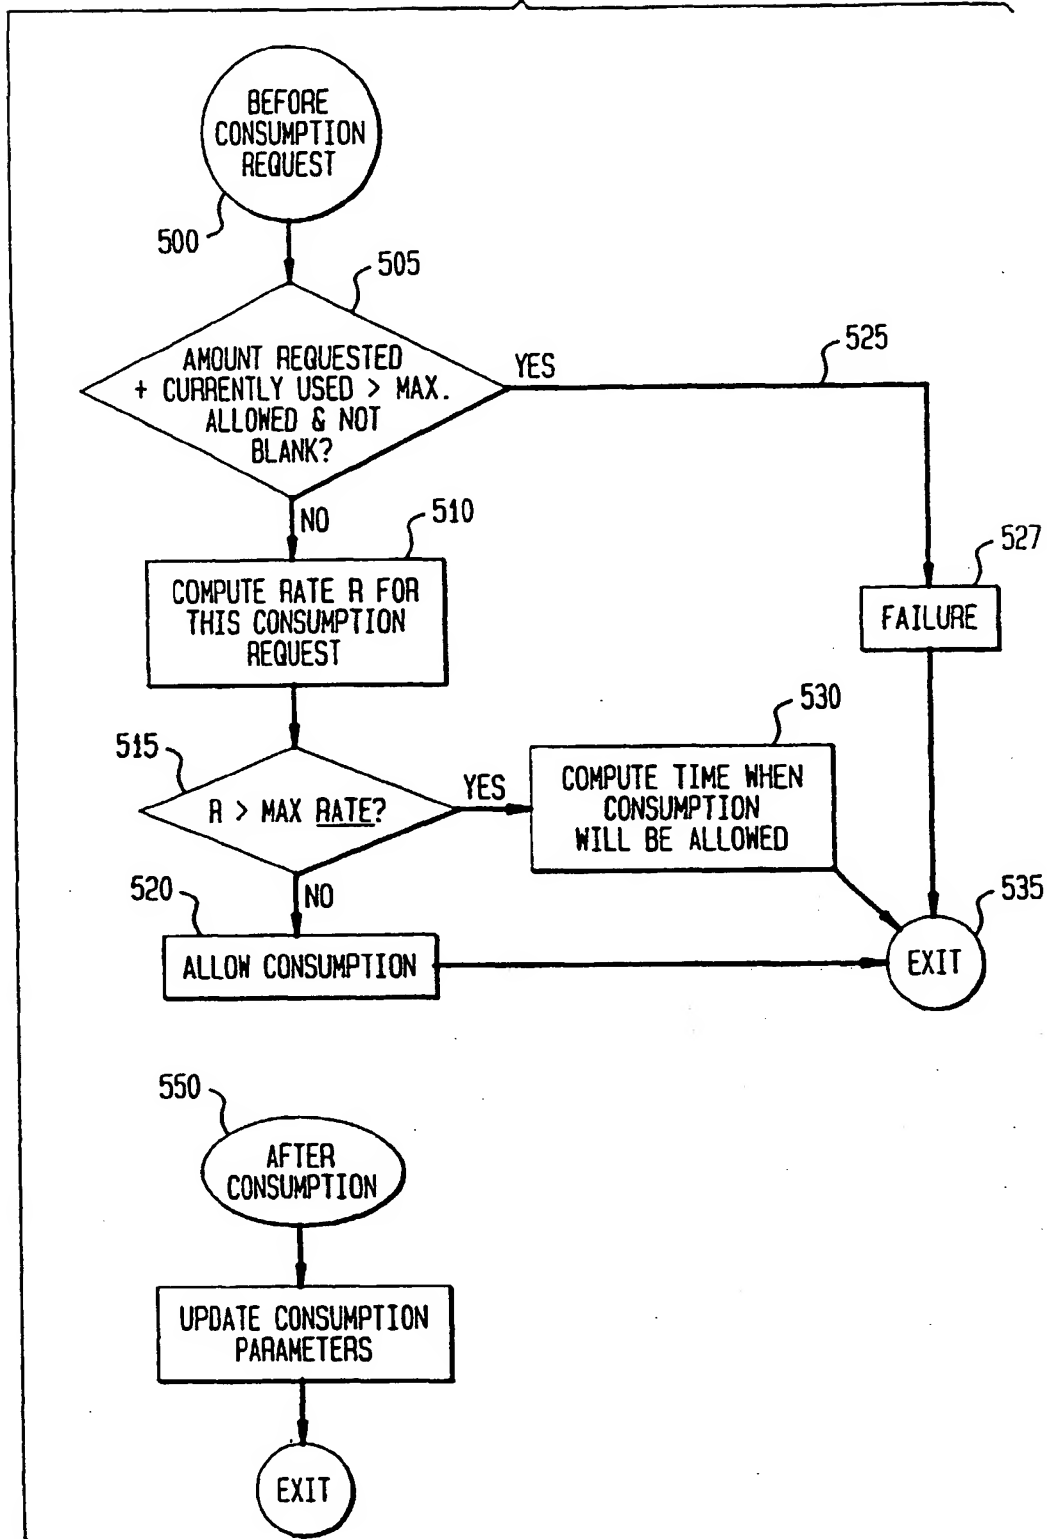 BEFORE
CONSUMPTION
REQUEST
500
505
AMOUNT REQUESTED
+ CURRENTLY USED > MAX.
ALLOWED & NOT
BLANK?
YES
525
NO
510
COMPUTE RATE R FOR
THIS CONSUMPTION
REQUEST
527
FAILURE
515
R > MAX RATE?
YES
530
COMPUTE TIME WHEN
CONSUMPTION
WILL BE ALLOWED
NO
520
ALLOW CONSUMPTION
535
EXIT
550
AFTER
CONSUMPTION
UPDATE CONSUMPTION
PARAMETERS
EXIT